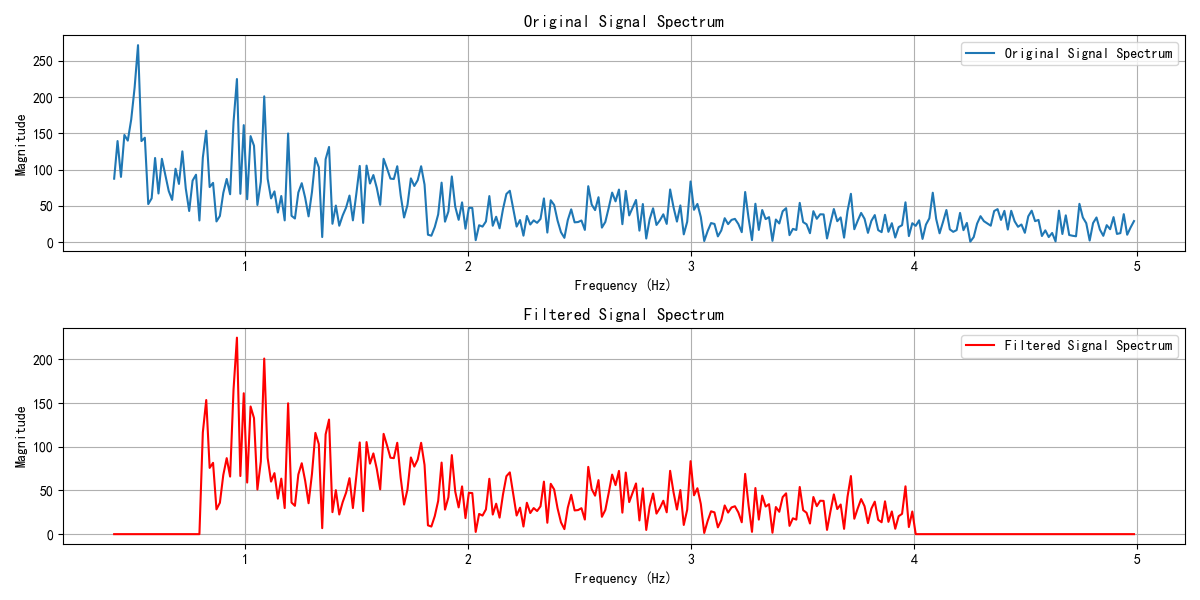 Original Signal Spectrum
Original Signal Spectrum
Magnitude
250
200
150
100
50
0
1
2
3
4
5
Frequency (Hz)
Filtered Signal Spectrum
Filtered Signal Spectrum
Magnitude
200
150
100
50
0
1
2
3
4
5
Frequency (Hz)